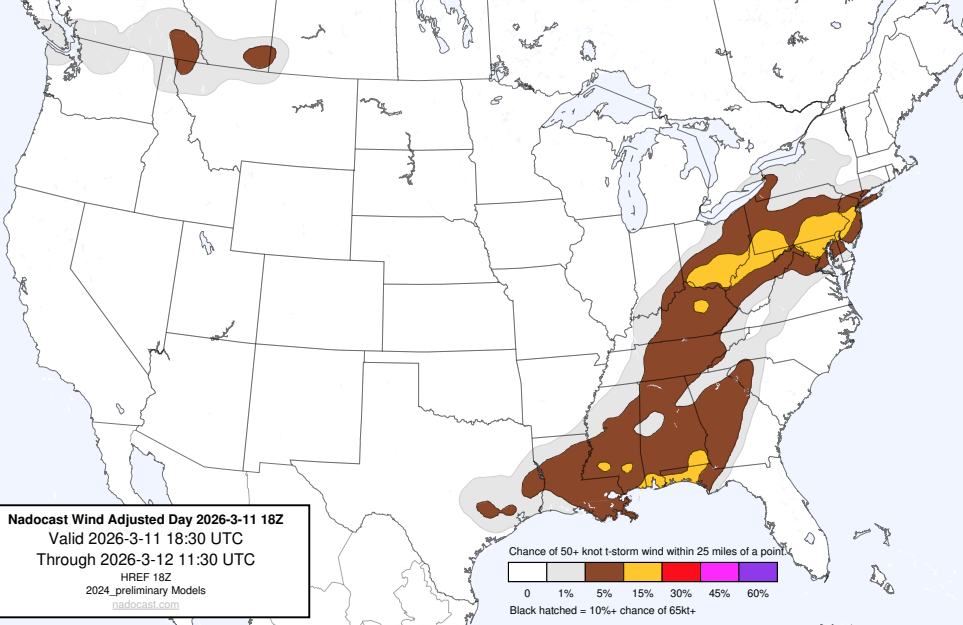 Nadocast Wind Adjusted Day 2026-3-11 18Z
Valid 2026-3-11 18:30 UTC
Through 2026-3-12 11:30 UTC
HREF 18Z
2024_preliminary Models
nadocast.com
Chance of 50+ knot t-storm wind within 25 miles of a point.
0 1% 5% 15% 30% 45% 60%
Black hatched = 10%+ chance of 65kt+